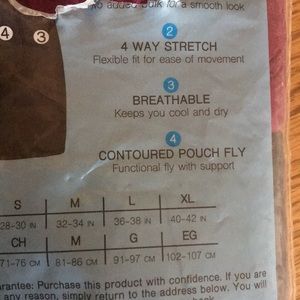 No added bulk for a smooth look
4 3 2
4 WAY STRETCH
Flexible fit for ease of movement
3
BREATHABLE
Keeps you cool and dry
4
CONTOURED POUCH FLY
Functional fly with support
S M L XL
28-30 IN 32-34 IN 36-38 IN 40-42 IN
CH M G EG
71-76 CM 81-86 CM 91-97 CM 102-107 CM
arantee: Purchase this product with confidence. If you are
any reason, simply return to the address below. You will